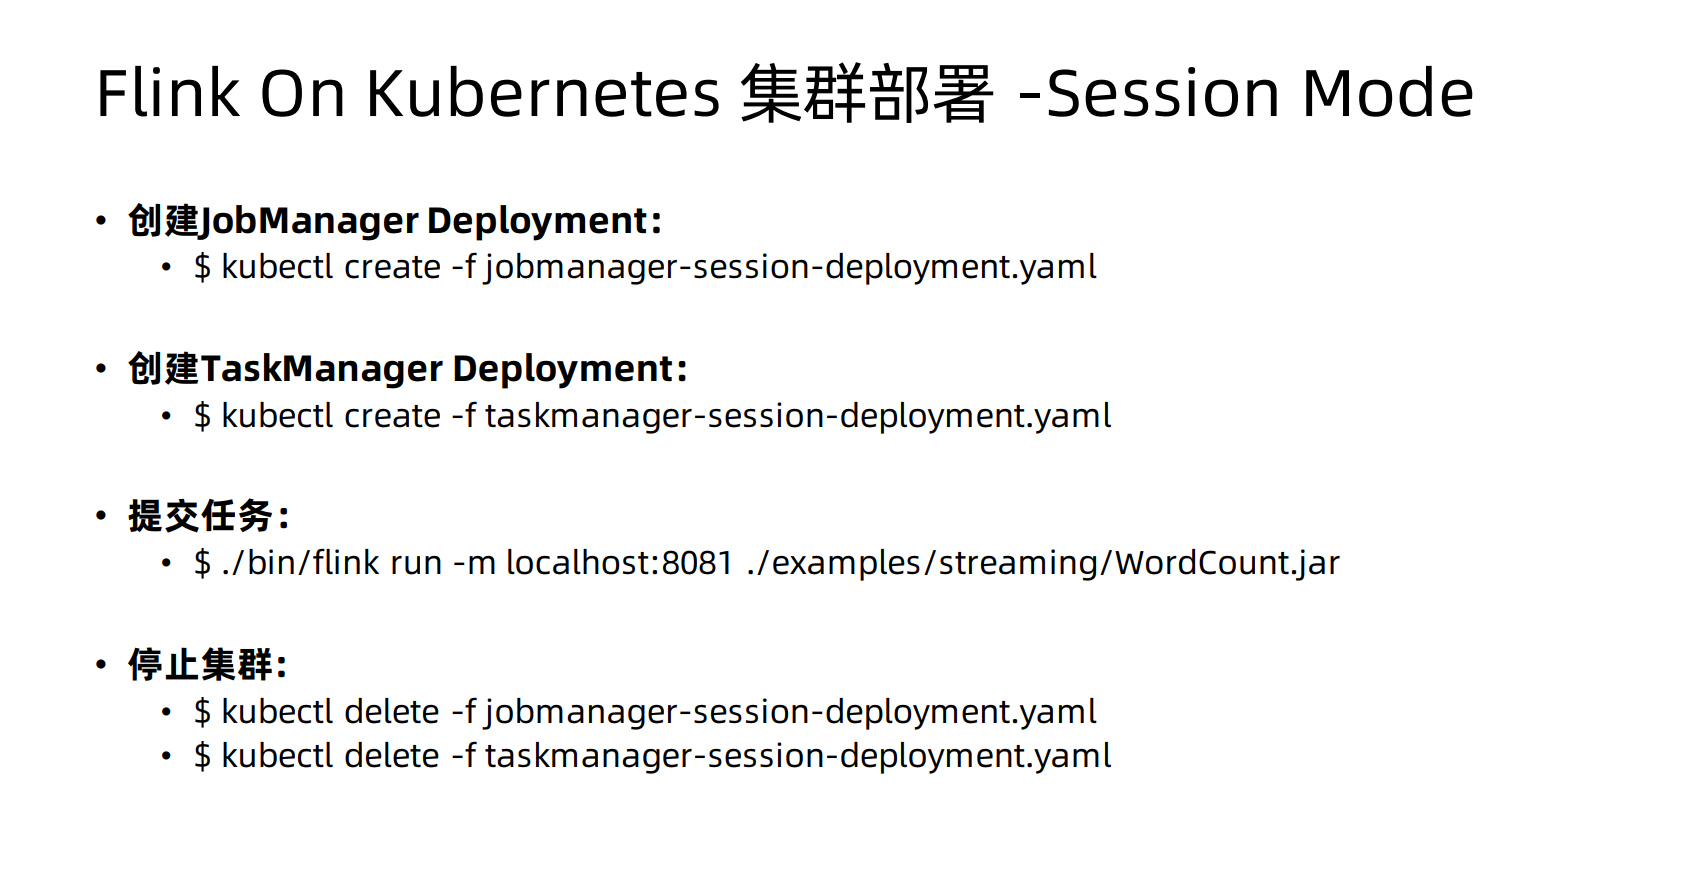 Flink On Kubernetes 集群部署 -Session Mode
• 创建JobManager Deployment:
• $ kubectl create -f jobmanager-session-deployment.yaml
• 创建TaskManager Deployment:
• $ kubectl create -f taskmanager-session-deployment.yaml
• 提交任务:
• $ ./bin/flink run -m localhost:8081 ./examples/streaming/WordCount.jar
• 停止集群:
• $ kubectl delete -f jobmanager-session-deployment.yaml
• $ kubectl delete -f taskmanager-session-deployment.yaml